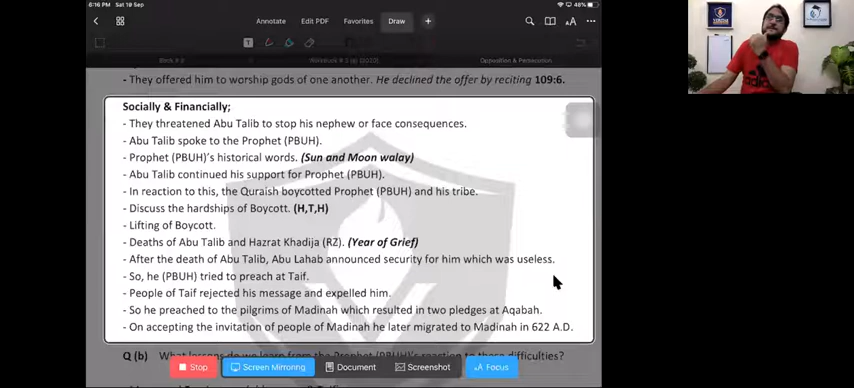 8:16 PM Sat 19 Sep
48%
Annotate Edit PDF Favorites Draw
AA
Opposition & Persecution
- They offered him to worship gods of one another. He declined the offer by reciting 109:6.
Socially & Financially;
- They threatened Abu Talib to stop his nephew or face consequences.
- Abu Talib spoke to the Prophet (PBUH).
- Prophet (PBUH)'s historical words. (Sun and Moon walay)
- Abu Talib continued his support for Prophet (PBUH).
- In reaction to this, the Quraish boycotted Prophet (PBUH) and his tribe.
- Discuss the hardships of Boycott. (H,T,H)
- Lifting of Boycott.
- Deaths of Abu Talib and Hazrat Khadija (RZ). (Year of Grief)
- After the death of Abu Talib, Abu Lahab announced security for him which was useless.
- So, he (PBUH) tried to preach at Taif.
- People of Taif rejected his message and expelled him.
- So he preached to the pilgrims of Madinah which resulted in two pledges at Aqabah.
- On accepting the invitation of people of Madinah he later migrated to Madinah in 622 A.D.
Q (b) What lessons do we learn from the Prophet (PBUH)'s reaction to these difficulties?
Stop Screen Mirroring Document Screenshot AA Focus